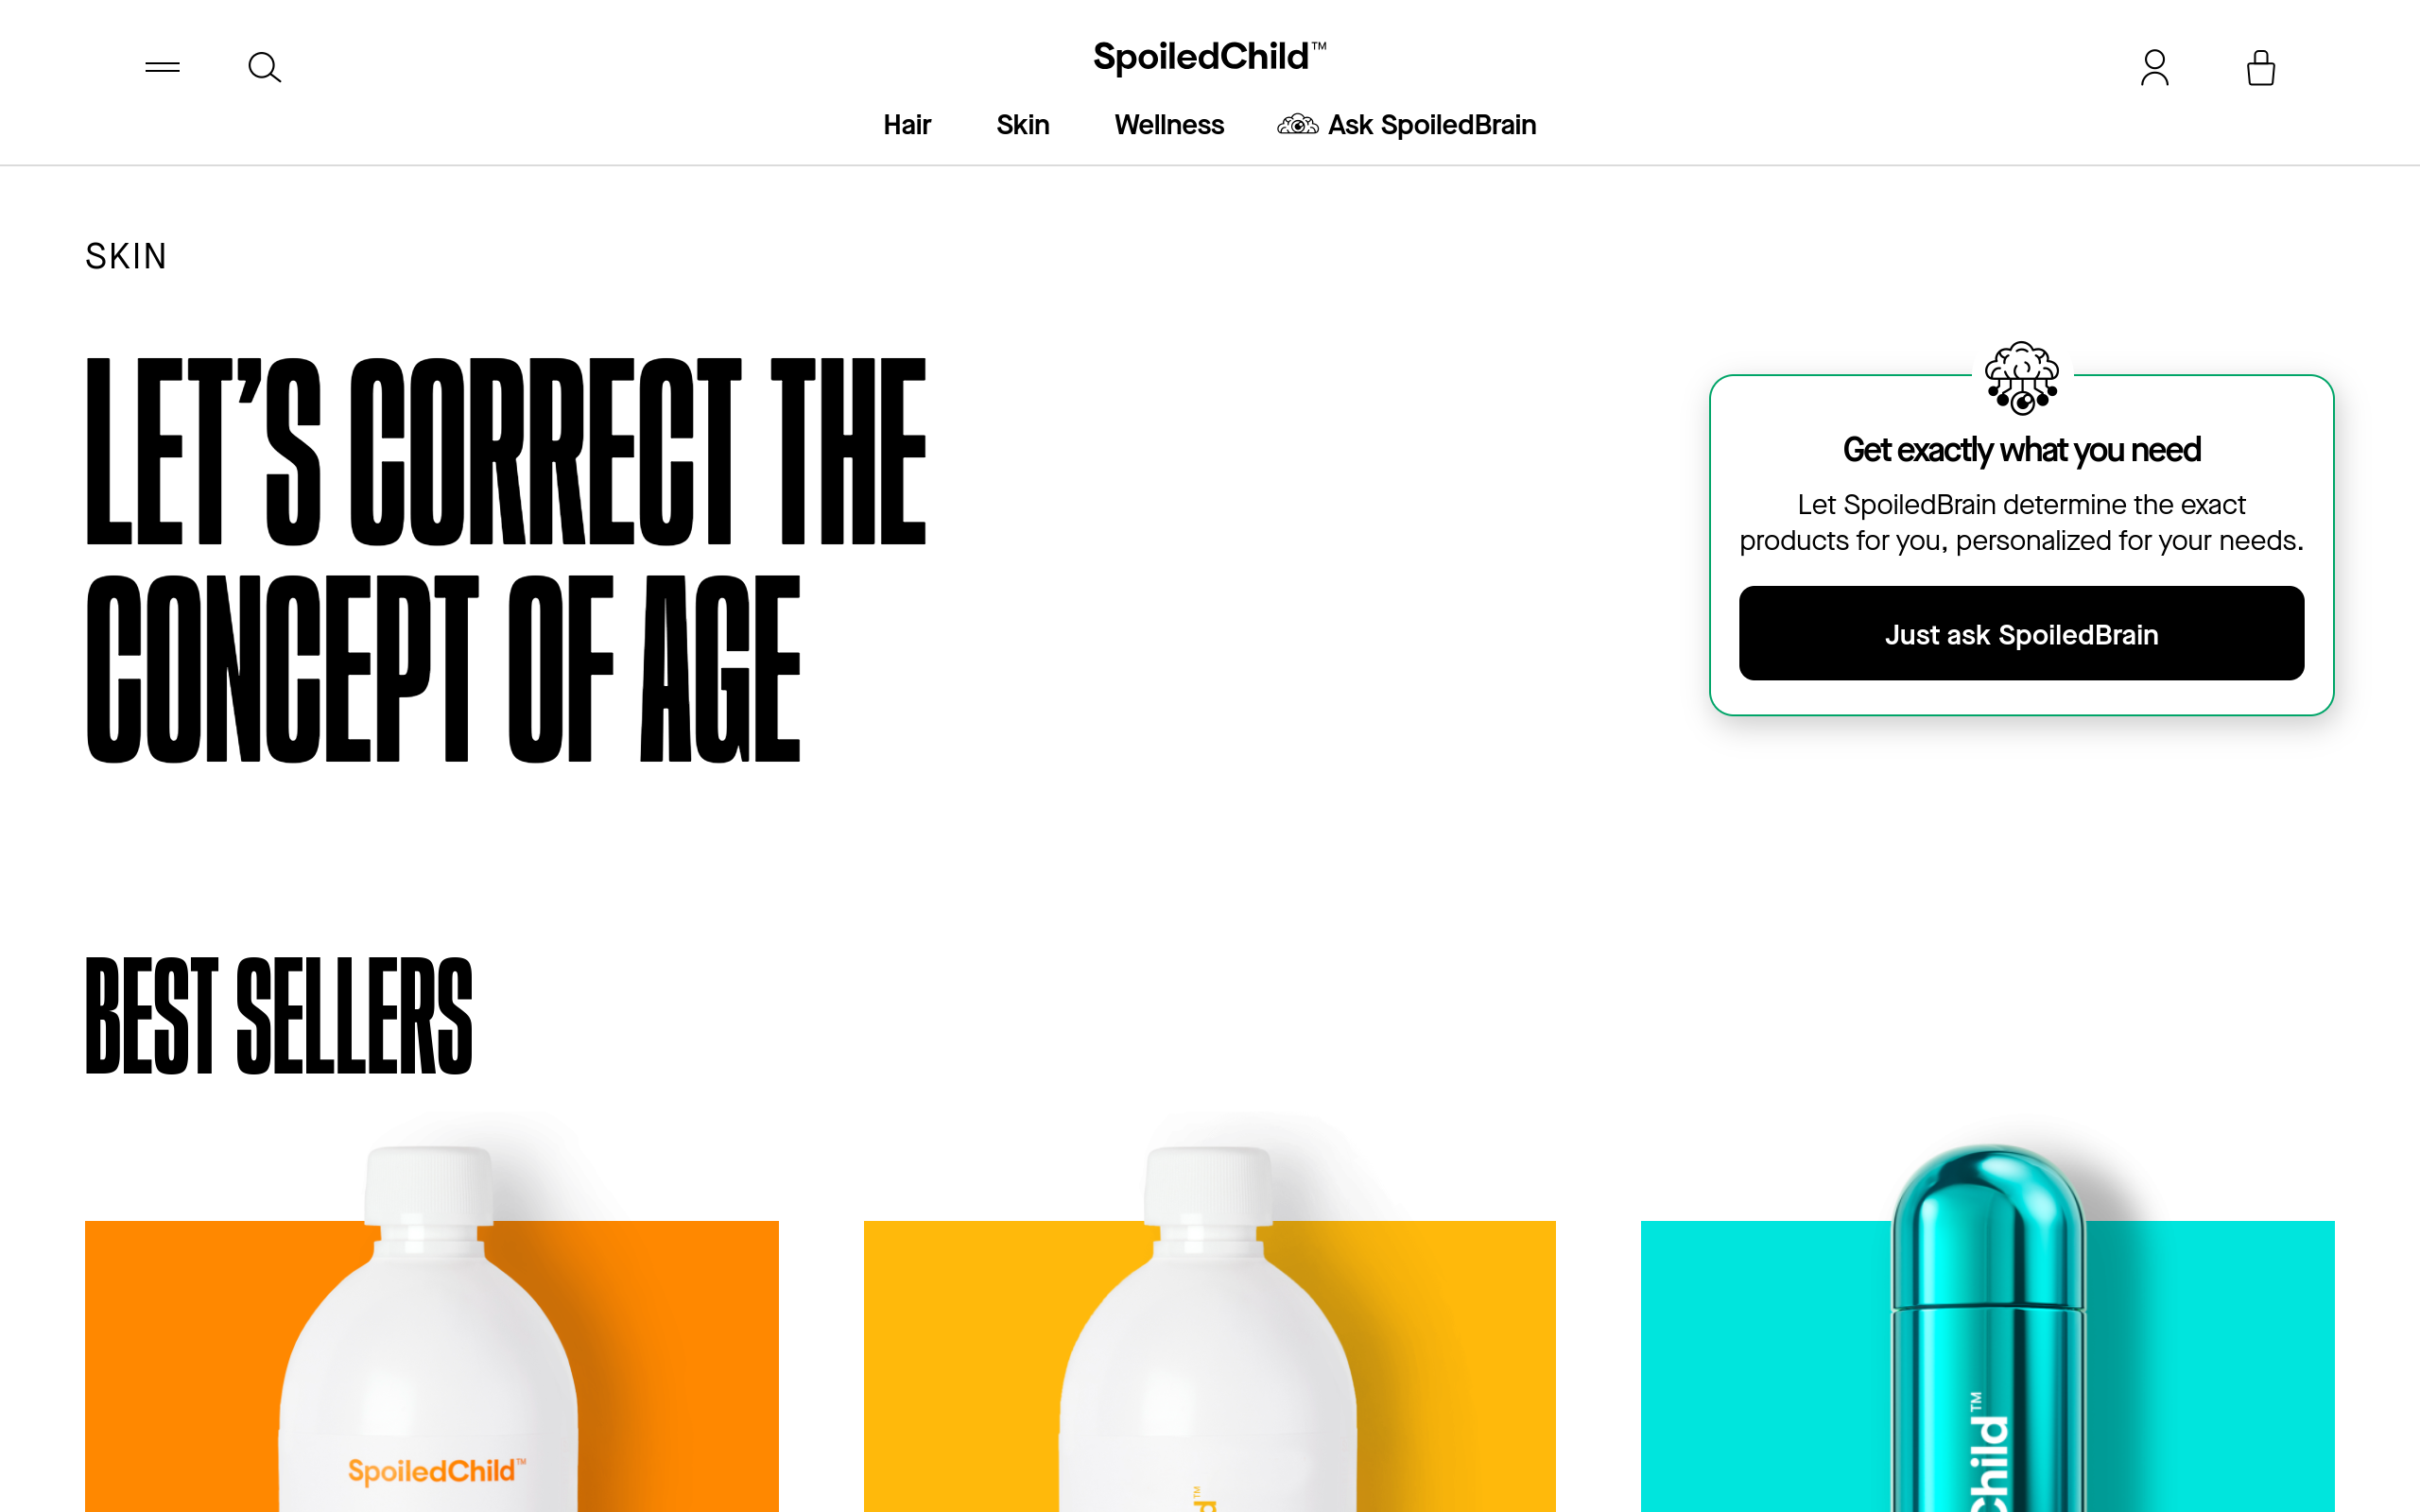 SpoiledChild™
Hair
Skin
Wellness
Ask SpoiledBrain
SKIN
LET’S CORRECT THE
CONCEPT OF AGE
Get exactly what you need
Let SpoiledBrain determine the exact
products for you, personalized for your needs.
Just ask SpoiledBrain
BEST SELLERS
SpoiledChild™
d™
Child™